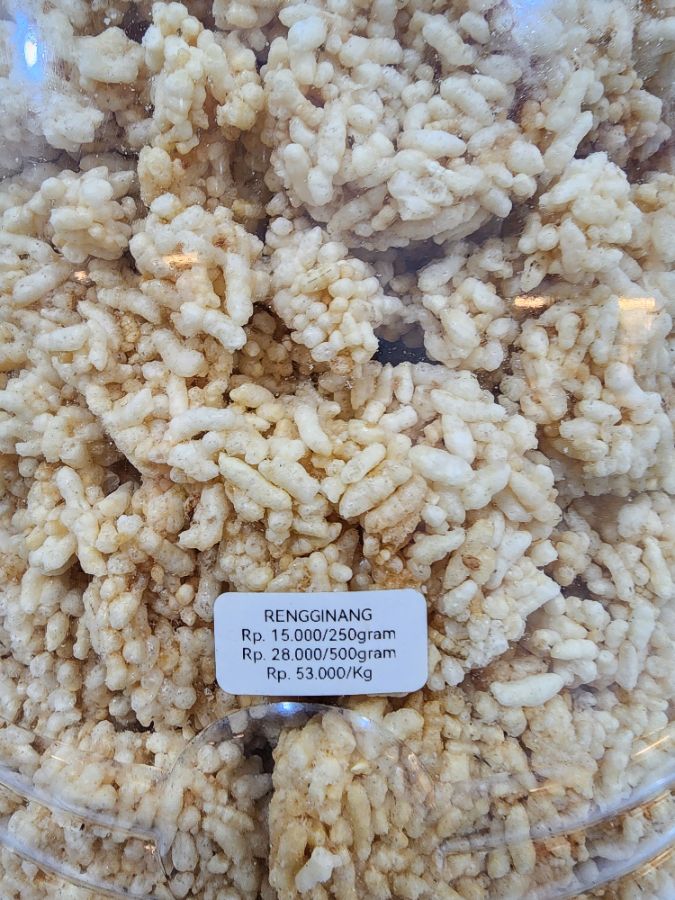 RENGGINANG
Rp. 15.000/250gram
Rp. 28.000/500gram
Rp. 53.000/Kg